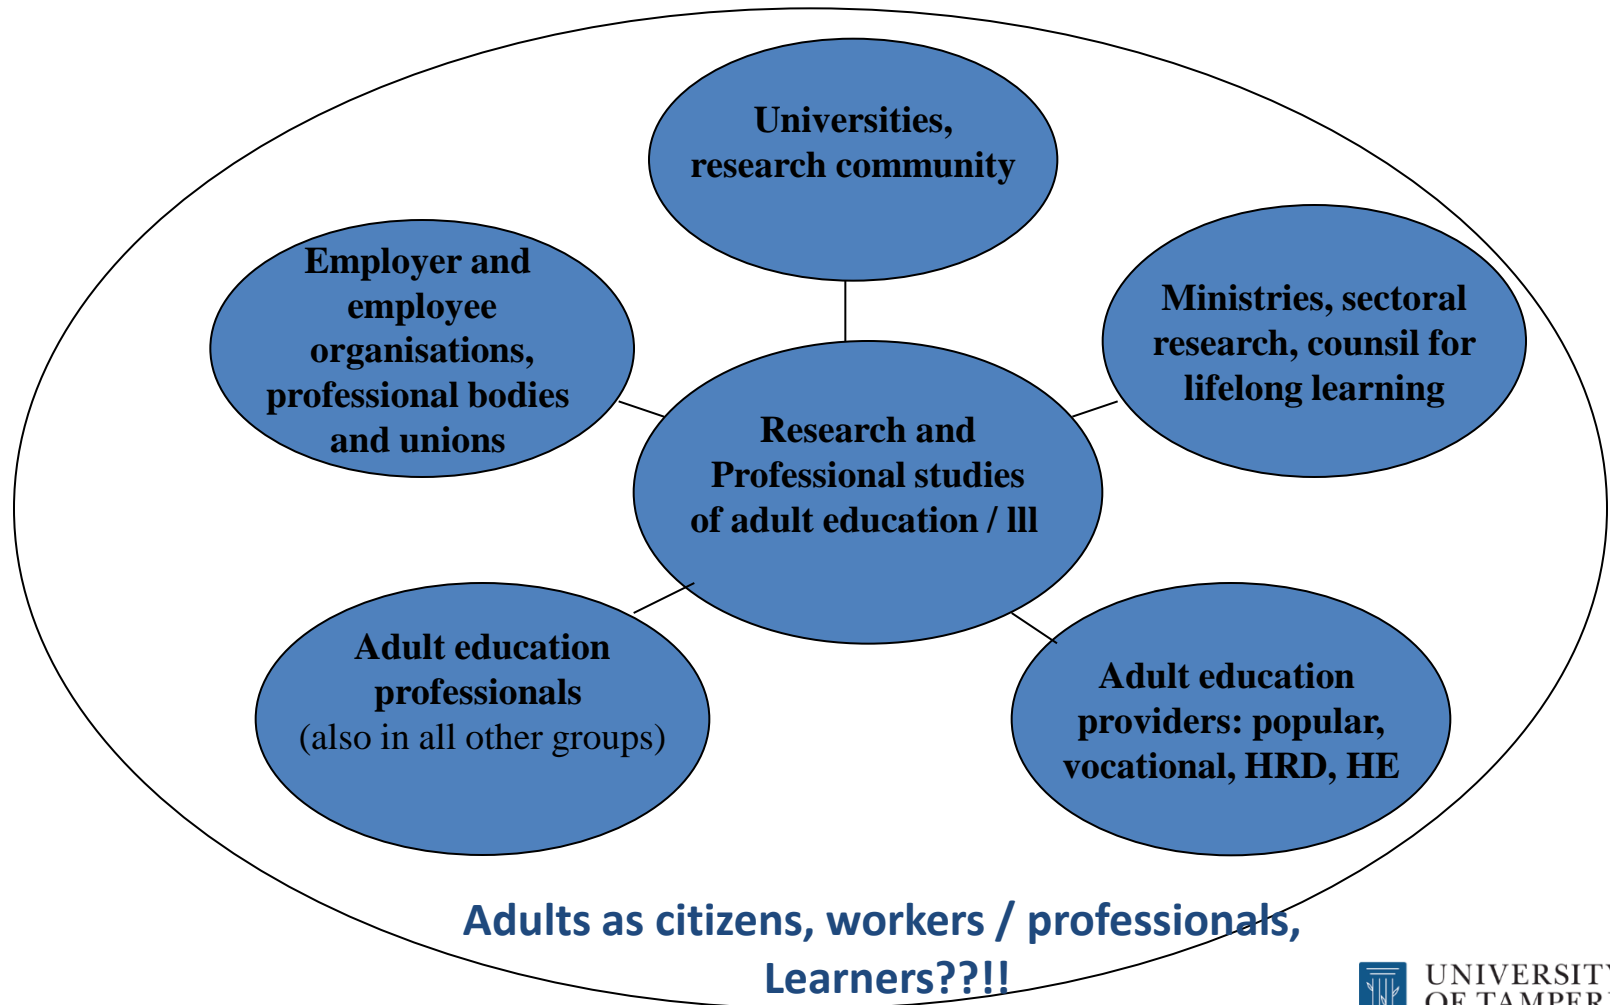 Universities,
research community
Employer and
employee
organisations,
professional bodies
and unions
Ministries, sectoral
research, counsil for
lifelong learning
Research and
Professional studies
of adult education / lll
Adult education
professionals
(also in all other groups)
Adult education
providers: popular,
vocational, HRD, HE
Adults as citizens, workers / professionals,
Learners??!!
UNIVERSITY
OF TAMPERE